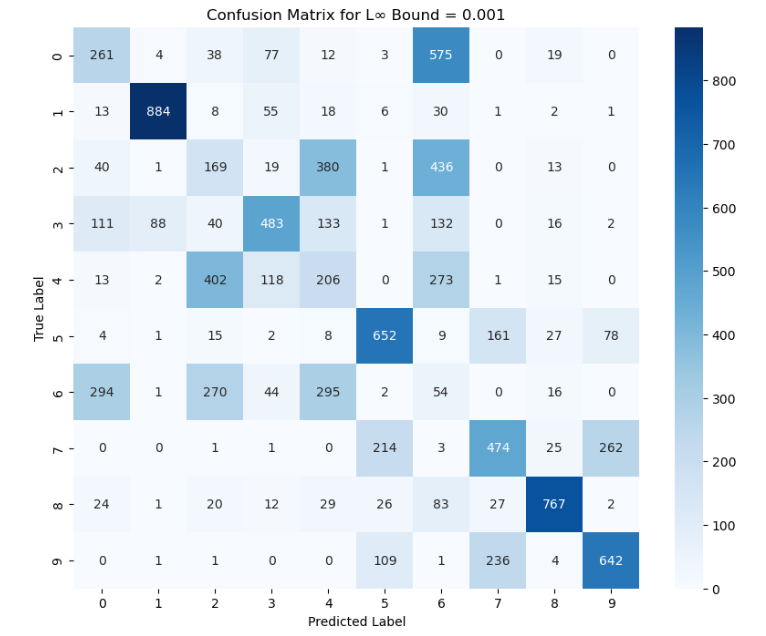 Confusion Matrix for L∞ Bound = 0.001
0 261 4 38 77 12 3 575 0 19 0
1 13 884 8 55 18 6 30 1 2 1
2 40 1 169 19 380 1 436 0 13 0
3 111 88 40 483 133 1 132 0 16 2
4 13 2 402 118 206 0 273 1 15 0
5 4 1 15 2 8 652 9 161 27 78
6 294 1 270 44 295 2 54 0 16 0
7 0 0 1 1 0 214 3 474 25 262
8 24 1 20 12 29 26 83 27 767 2
9 0 1 1 0 0 109 1 236 4 642
0 1 2 3 4 5 6 7 8 9
Predicted Label
True Label
800
700
600
500
400
300
200
100
0